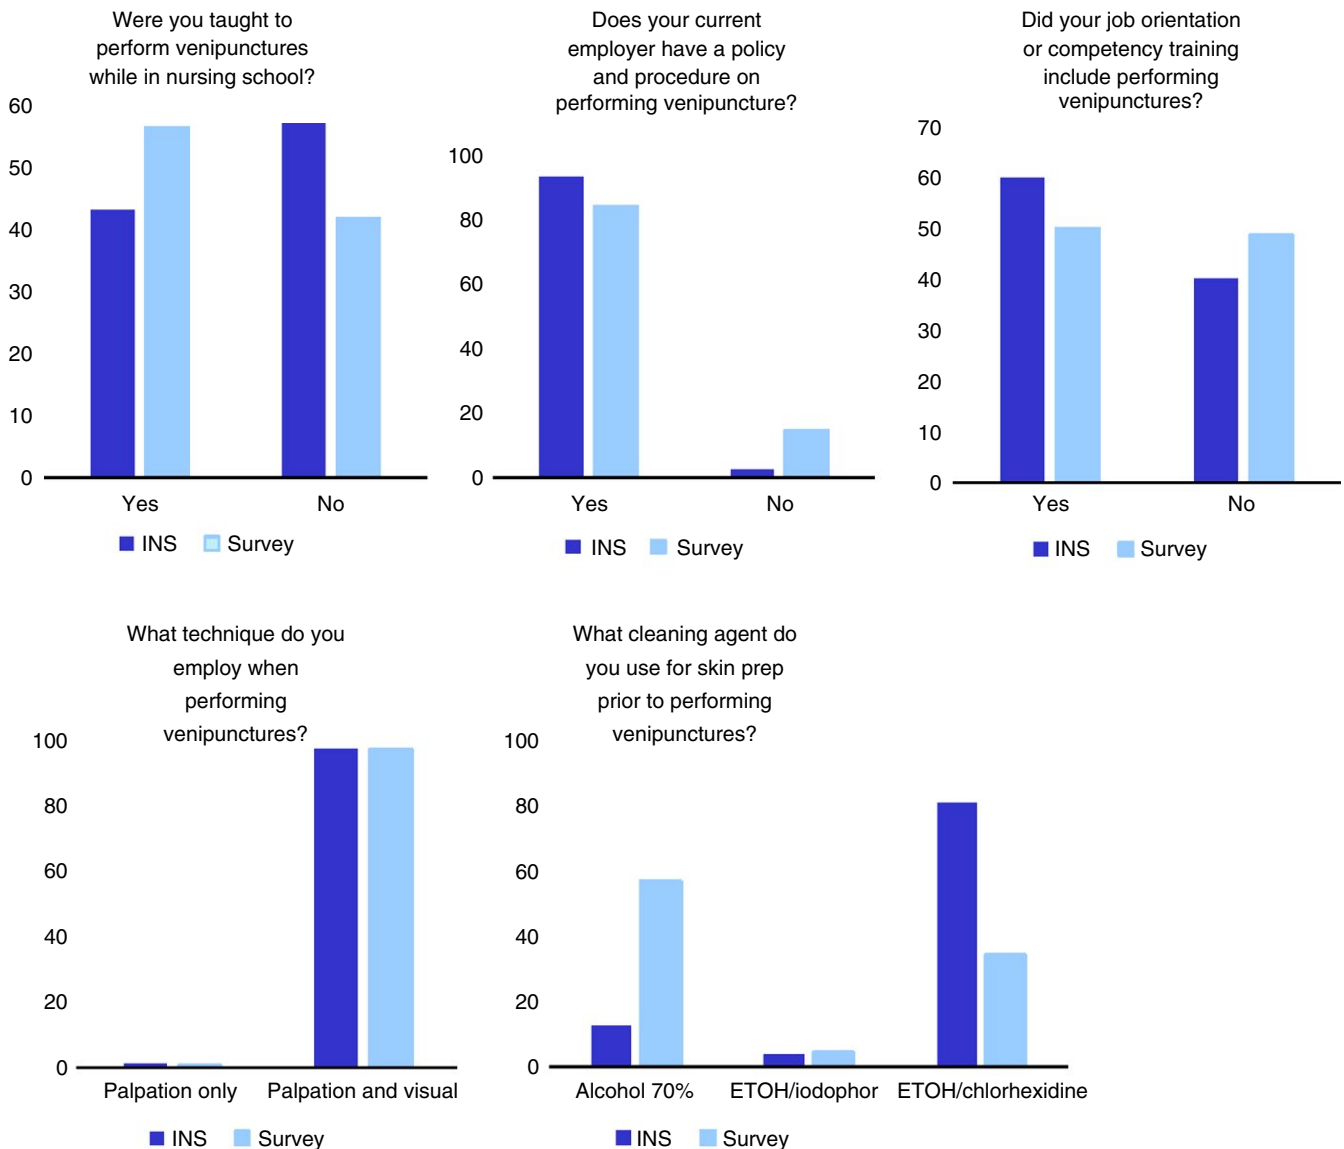 Were you taught to
perform venipunctures
while in nursing school?
60
50
40
30
20
10
0
Yes No
INS Survey
Does your current
employer have a policy
and procedure on
performing venipuncture?
100
80
60
40
20
0
Yes No
INS Survey
Did your job orientation
or competency training
include performing
venipunctures?
70
60
50
40
30
20
10
0
Yes No
INS Survey
What technique do you
employ when
performing
venipunctures?
100
80
60
40
20
0
Palpation only Palpation and visual
INS Survey
What cleaning agent do
you use for skin prep
prior to performing
venipunctures?
100
80
60
40
20
0
Alcohol 70% ETOH/iodophor ETOH/chlorhexidine
INS Survey